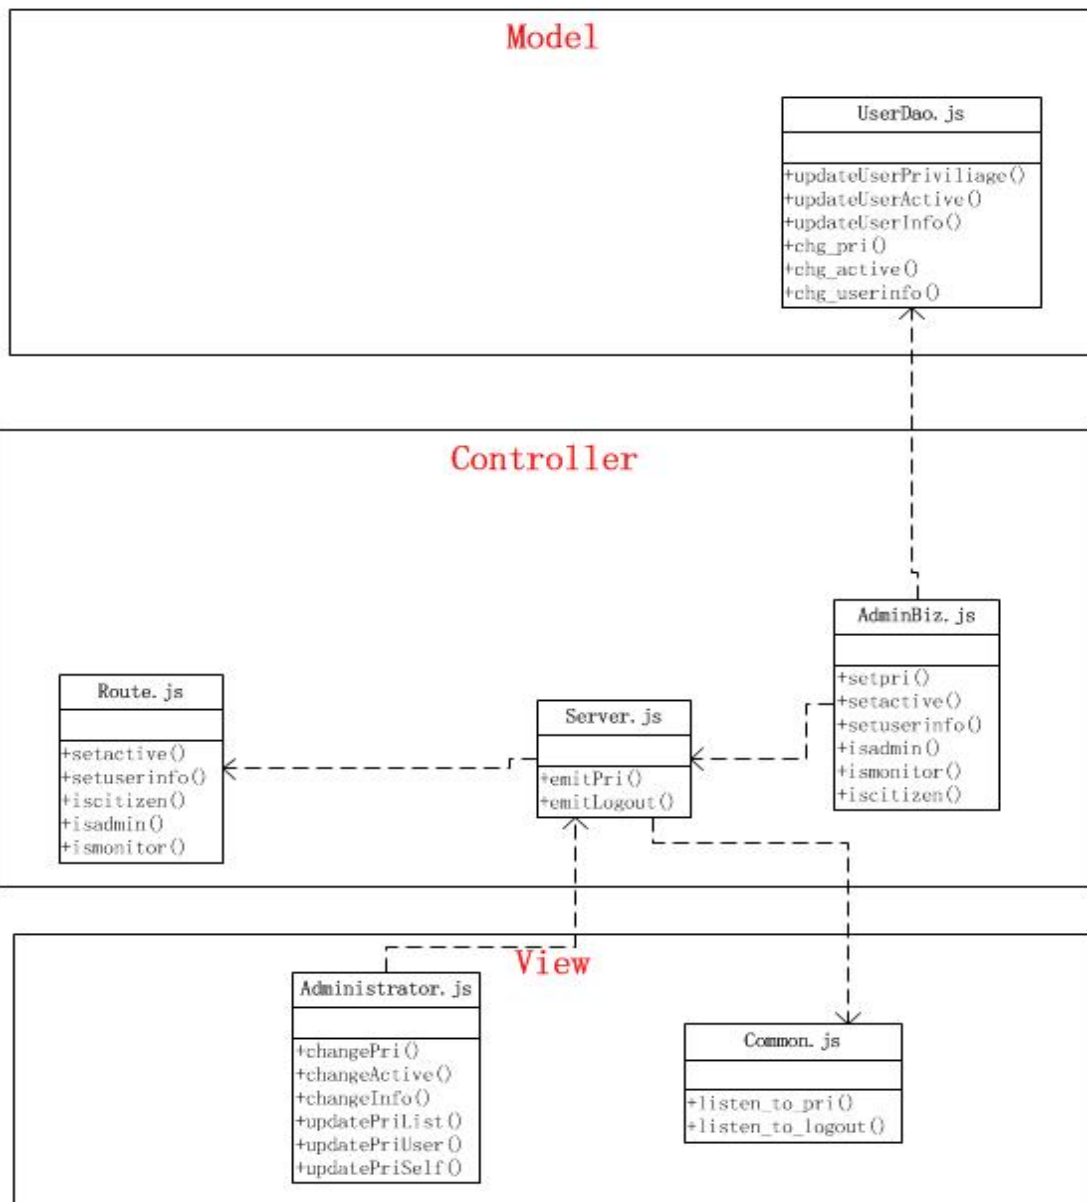 Model
UserDao.js
+updateUserPriviliage()
+updateUserActive()
+updateUserInfo()
+chg_pri()
+chg_active()
+chg_userinfo()
Controller
AdminBiz.js
+setpri()
+setactive()
+setuserinfo()
+isadmin()
+ismonitor()
+iscitizen()
Route.js
+setactive()
+setuserinfo()
+iscitizen()
+isadmin()
+ismonitor()
Server.js
+emitPri()
+emitLogout()
View
Administrator.js
+changePri()
+changeActive()
+changeInfo()
+updatePriList()
+updatePriUser()
+updatePriSelf()
Common.js
+listen_to_pri()
+listen_to_logout()